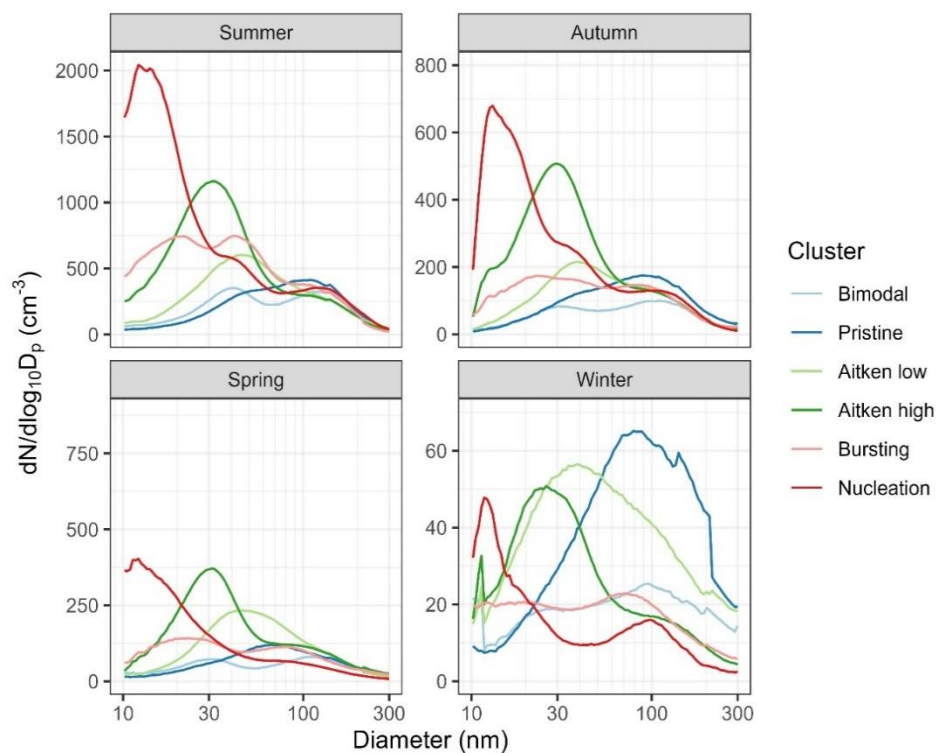 Summer
Autumn
2000
1500
1000
500
0
800
600
400
200
0
Spring
Winter
750
500
250
0
60
40
20
0
10 30 100 300
10 30 100 300
dN/dlog₁₀Dₚ (cm⁻³)
Diameter (nm)
Cluster
Bimodal
Pristine
Aitken low
Aitken high
Bursting
Nucleation